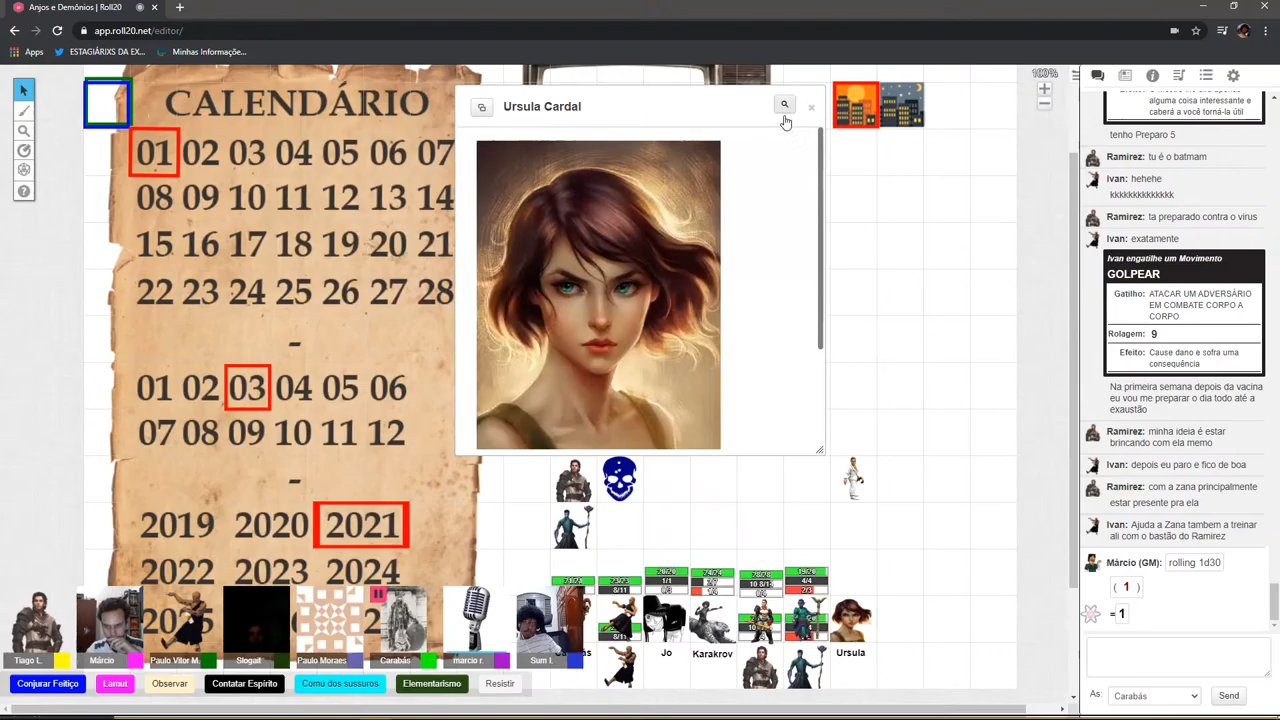 Anjos e Demônios | Roll20
app.roll20.net/editor/
Apps
ESTAGIÁRIXS DA EX...
Minhas Informaçõe...
CALENDÁRIO
01 02 03 04 05 06 07
08 09 10 11 12 13 14
15 16 17 18 19 20 21
22 23 24 25 26 27 28
-
01 02 03 04 05 06
07 08 09 10 11 12
-
2019 2020 2021
2022 2023 2024
Ursula Cardal
100%
1/1
4/4
2/3
8/11
Jo
Karakrov
Ursula
Tiago L.
Márcio
Paulo Vitor M.
Slogait
Paulo Moraes
Carabás
marcio r.
Sum I.
Conjurar Feitiço
Lamut
Observar
Contatar Espírito
Comu dos sussuros
Elementarismo
Resistir
alguma coisa interessante e
caberá a você torná-la útil
tenho Preparo 5
Ramirez: tu é o batmam
Ivan: hehehe
kkkkkkkkkkkkk
Ramirez: ta preparado contra o virus
Ivan: exatamente
Ivan engatilhe um Movimento
GOLPEAR
Gatilho: ATACAR UM ADVERSÁRIO
EM COMBATE CORPO A
CORPO
Rolagem: 9
Efeito: Cause dano e sofra uma
consequência
Na primeira semana depois da vacina
eu vou me preparar o dia todo até a
exaustão
Ramirez: minha ideia é estar
brincando com ela memo
Ivan: depois eu paro e fico de boa
Ramirez: com a zana principalmente
estar presente pra ela
Ivan: Ajuda a Zana tambem a treinar
ali com o bastão do Ramirez
Márcio (GM): rolling 1d30
( 1 )
= 1
As: Carabás
Send